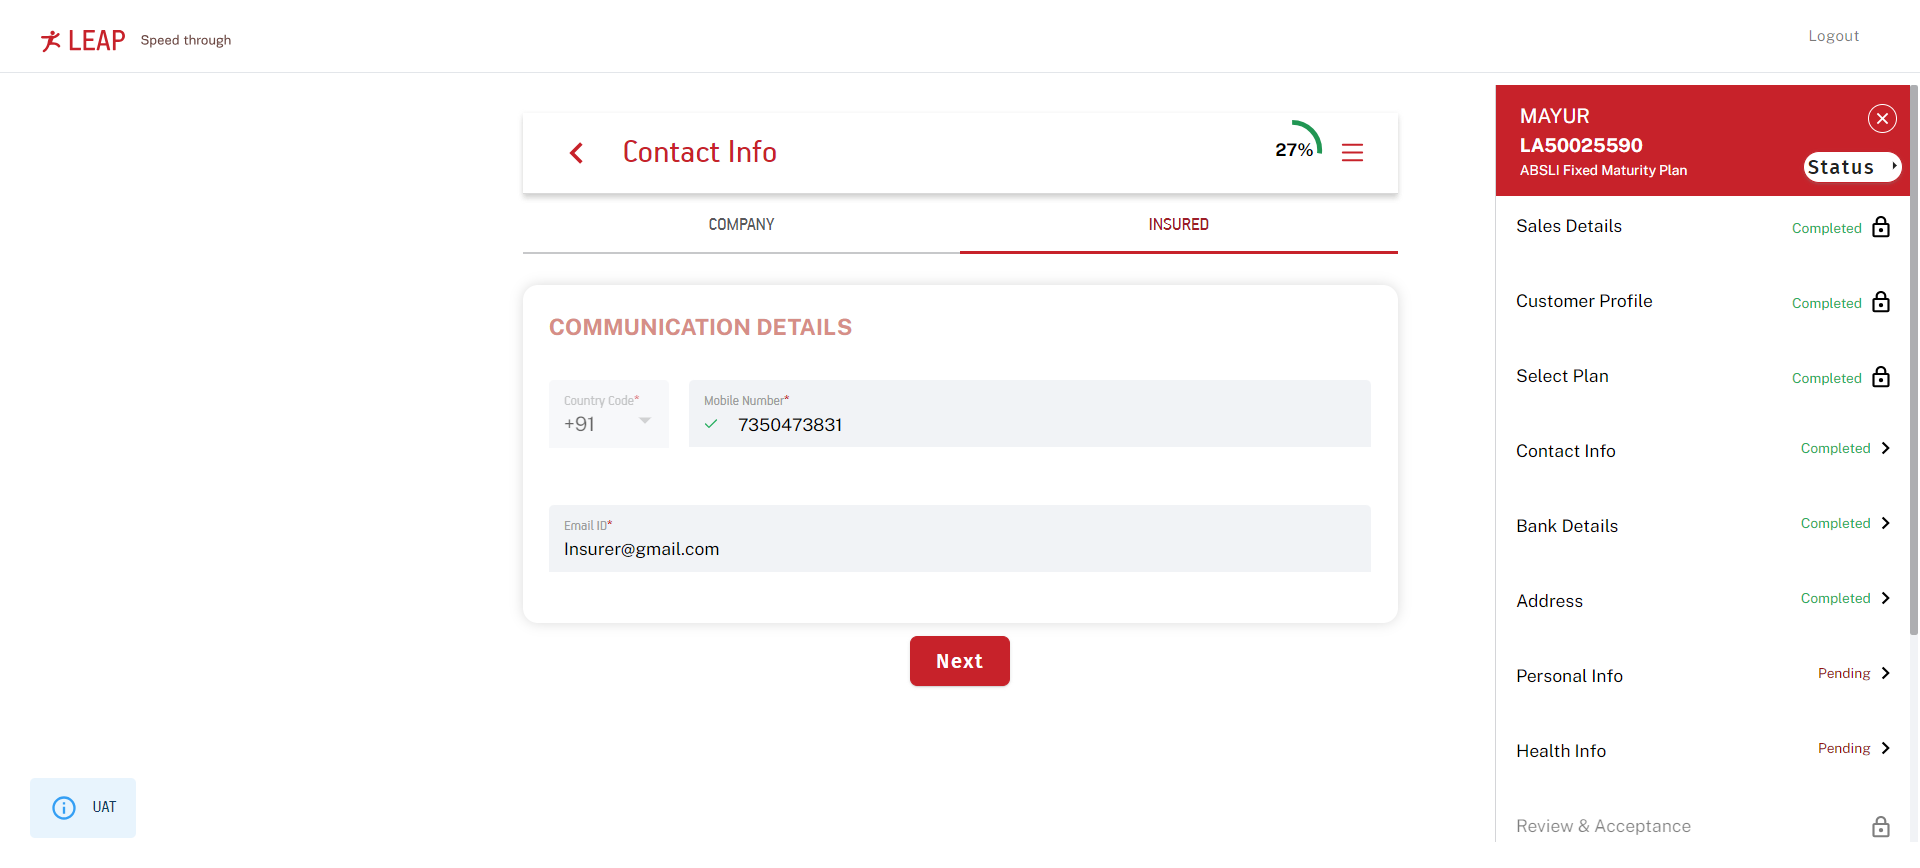 LEAP Speed through
Logout
Contact Info
27%
COMPANY
INSURED
COMMUNICATION DETAILS
Country Code*
+91
Mobile Number*
7350473831
Email ID*
Insurer@gmail.com
Next
UAT
MAYUR
LA50025590
ABSLI Fixed Maturity Plan
Status
Sales Details Completed
Customer Profile Completed
Select Plan Completed
Contact Info Completed
Bank Details Completed
Address Completed
Personal Info Pending
Health Info Pending
Review & Acceptance